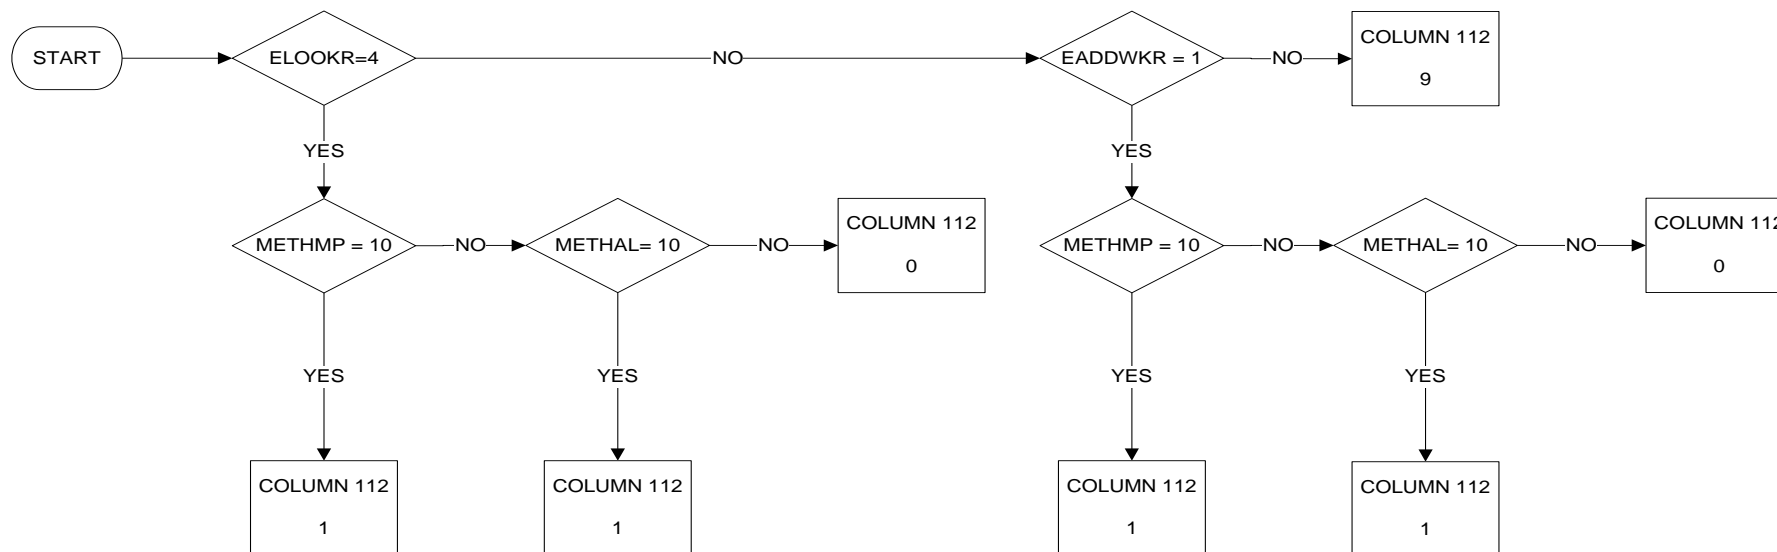 START
ELOOKR=4
NO
EADDWKR = 1
NO
COLUMN 112
9
YES
YES
METHMP = 10
NO
METHAL= 10
NO
COLUMN 112
0
METHMP = 10
NO
METHAL= 10
NO
COLUMN 112
0
YES
YES
YES
YES
COLUMN 112
1
COLUMN 112
1
COLUMN 112
1
COLUMN 112
1